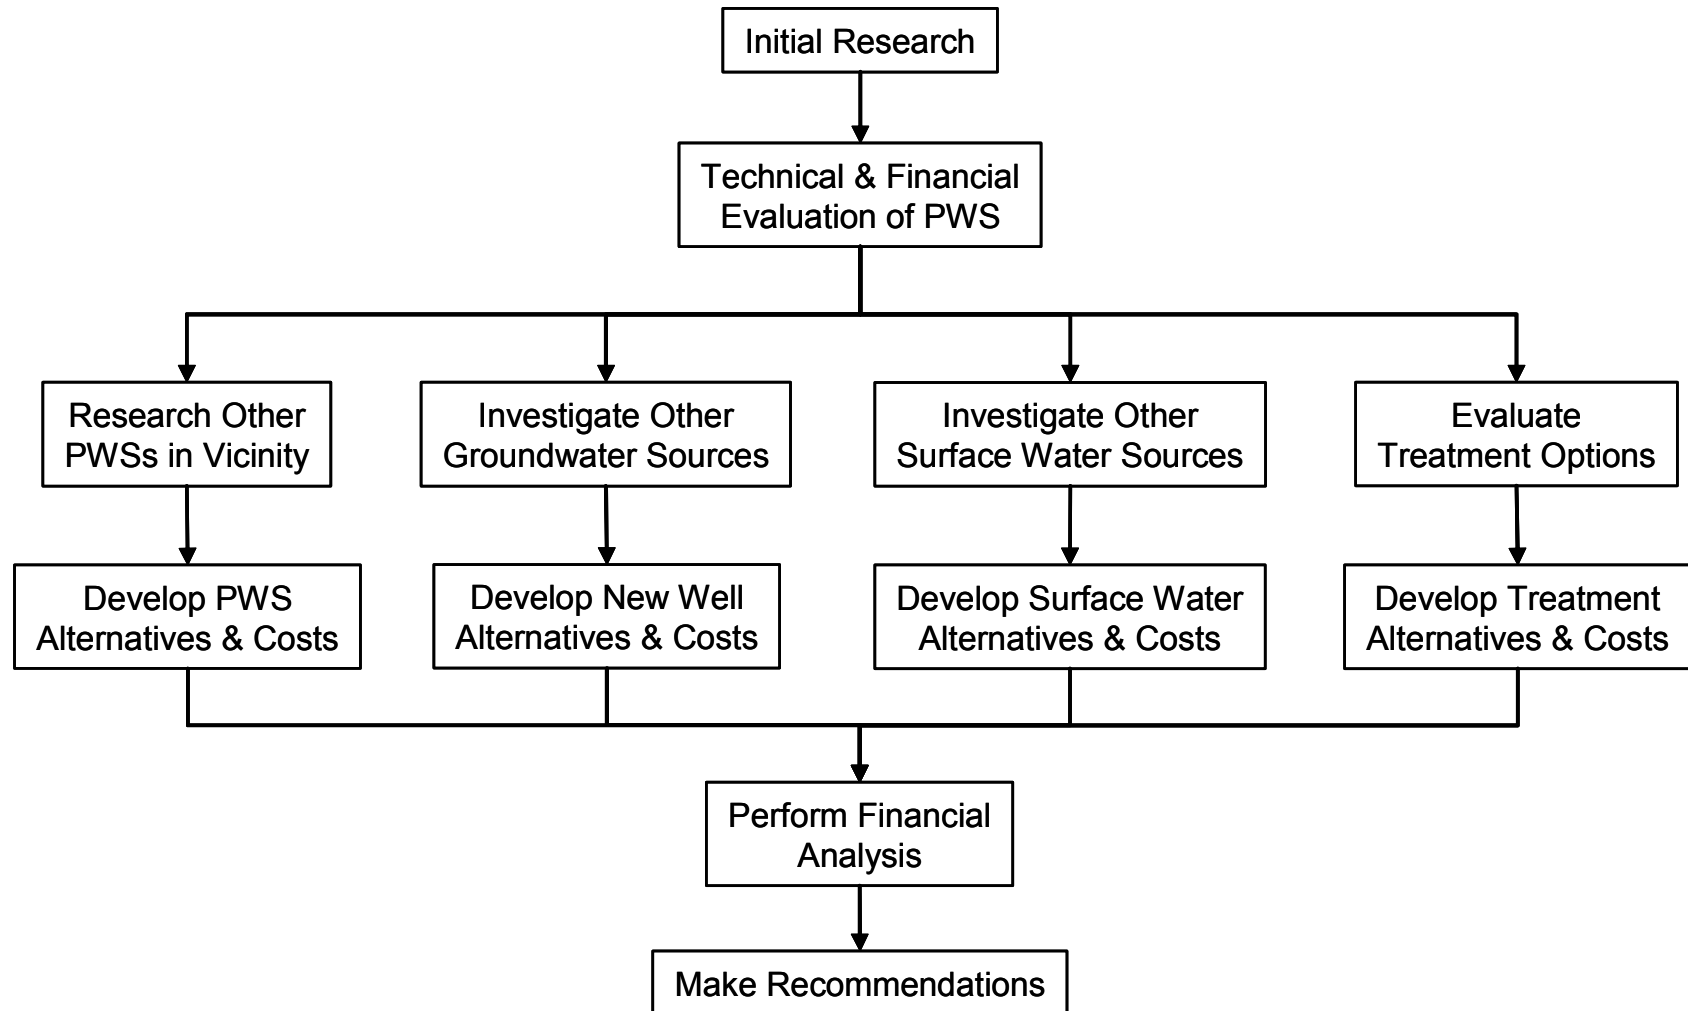 Initial Research
Technical & Financial
Evaluation of PWS
Research Other
PWSs in Vicinity
Investigate Other
Groundwater Sources
Investigate Other
Surface Water Sources
Evaluate
Treatment Options
Develop PWS
Alternatives & Costs
Develop New Well
Alternatives & Costs
Develop Surface Water
Alternatives & Costs
Develop Treatment
Alternatives & Costs
Perform Financial
Analysis
Make Recommendations